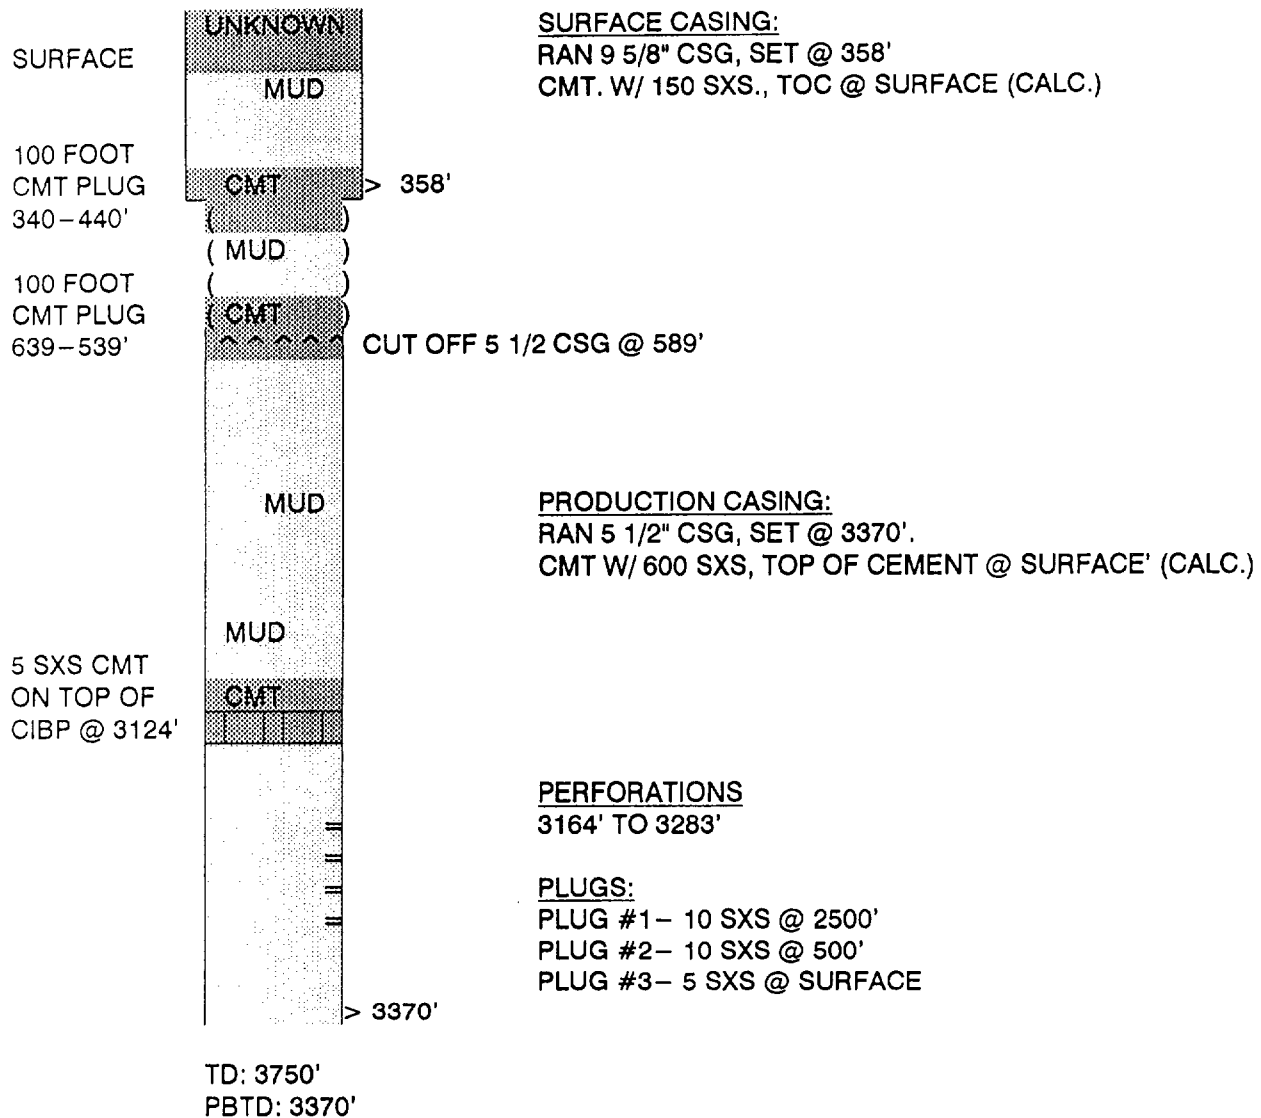 UNKNOWN
SURFACE
MUD
100 FOOT
CMT PLUG
340-440'
CMT
> 358'
( )
( MUD )
( )
100 FOOT
CMT PLUG
639-539'
( CMT )
^ ^ ^ ^ ^
CUT OFF 5 1/2 CSG @ 589'
MUD
MUD
5 SXS CMT
ON TOP OF
CIBP @ 3124'
CMT
> 3370'
TD: 3750'
PBTD: 3370'
SURFACE CASING:
RAN 9 5/8" CSG, SET @ 358'
CMT. W/ 150 SXS., TOC @ SURFACE (CALC.)
PRODUCTION CASING:
RAN 5 1/2" CSG, SET @ 3370'.
CMT W/ 600 SXS, TOP OF CEMENT @ SURFACE' (CALC.)
PERFORATIONS
3164' TO 3283'
PLUGS:
PLUG #1- 10 SXS @ 2500'
PLUG #2- 10 SXS @ 500'
PLUG #3- 5 SXS @ SURFACE